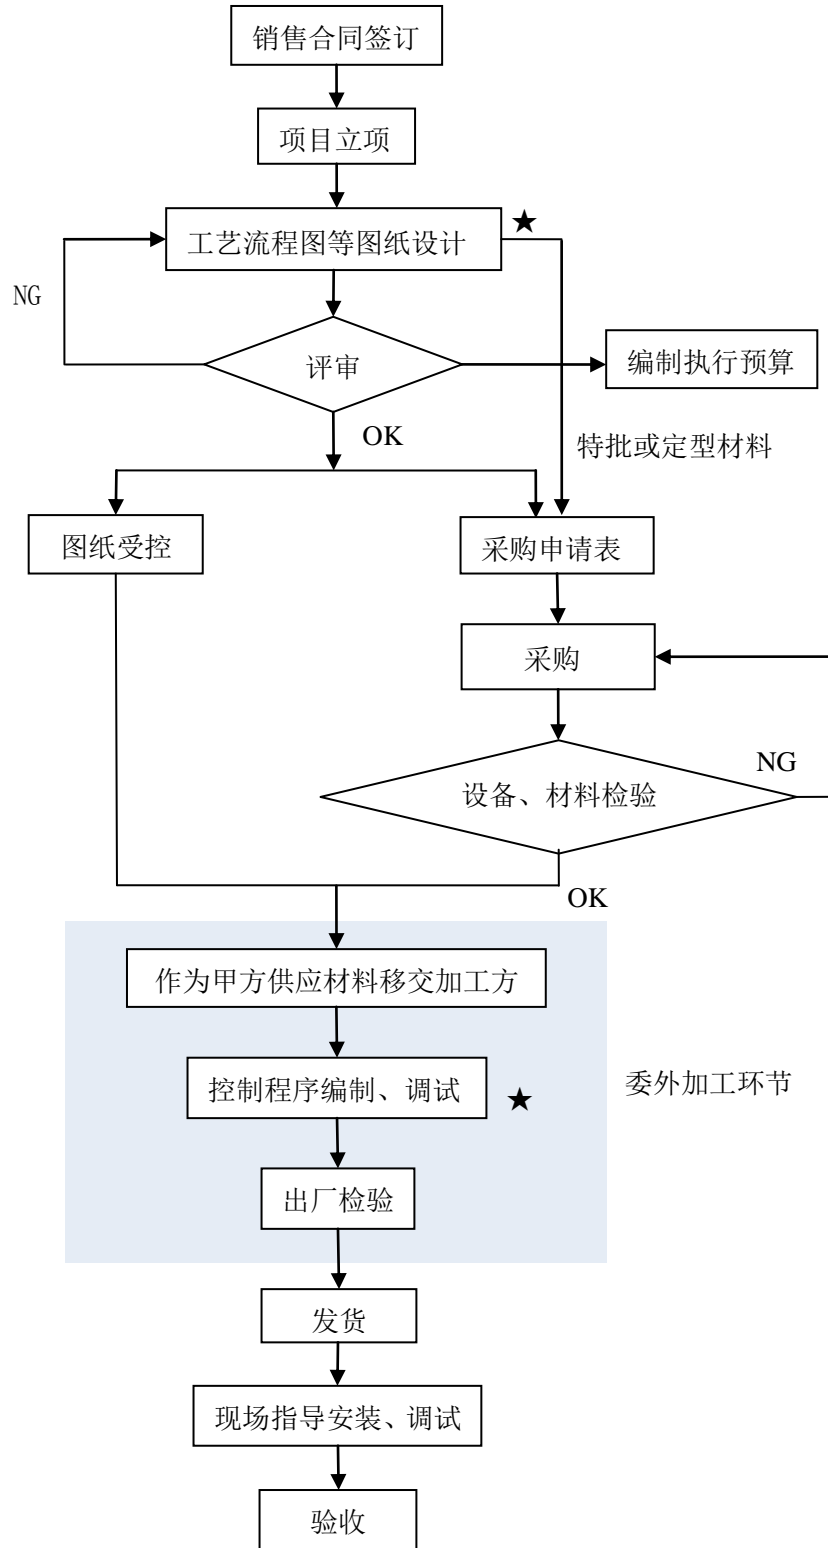 销售合同签订
项目立项
工艺流程图等图纸设计
★
NG
评审
编制执行预算
OK
特批或定型材料
图纸受控
采购申请表
采购
NG
设备、材料检验
OK
作为甲方供应材料移交加工方
控制程序编制、调试
★
委外加工环节
出厂检验
发货
现场指导安装、调试
验收